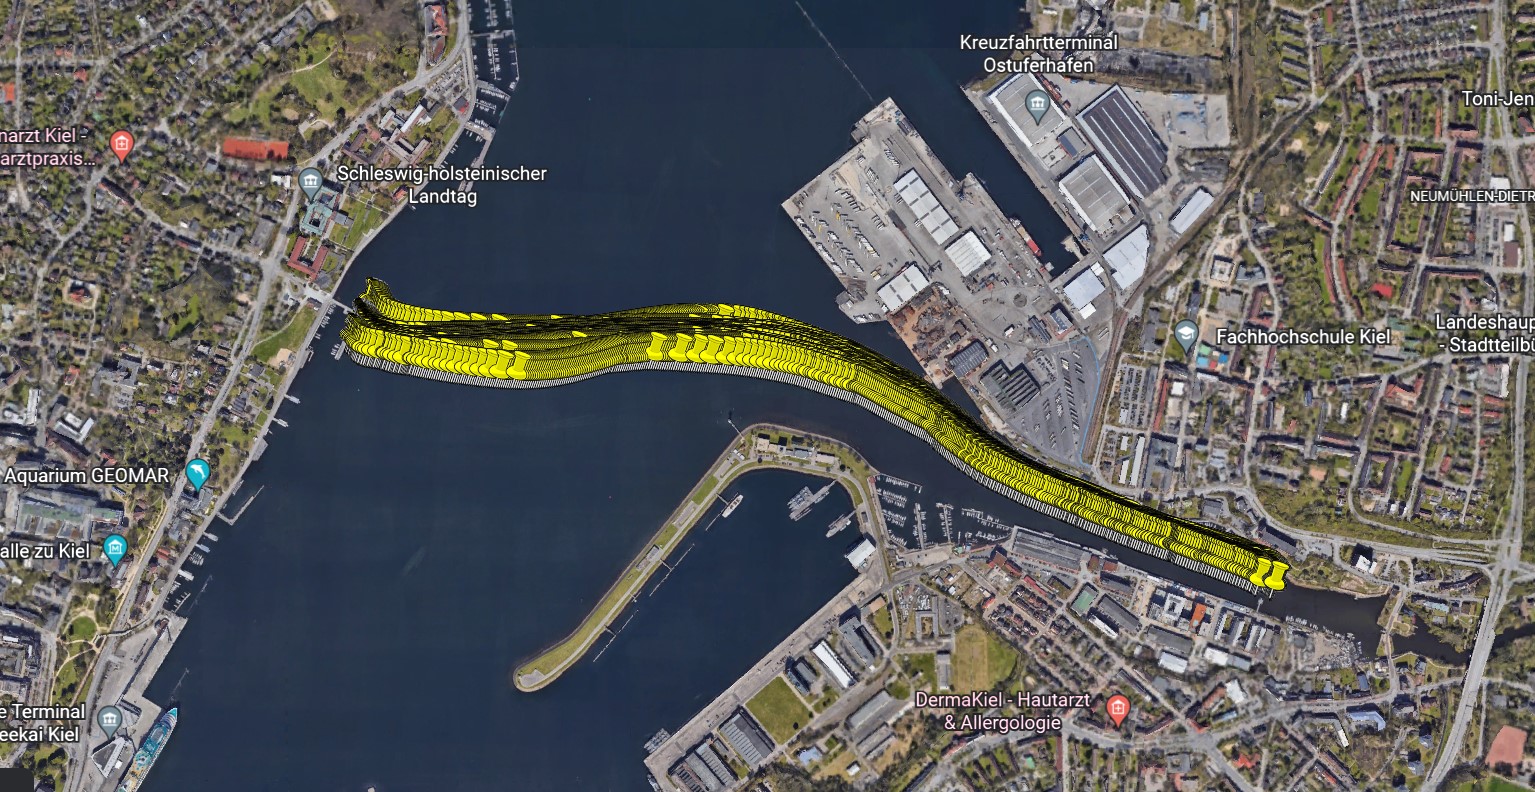 Kreuzfahrtterminal
Ostuferhafen
Toni-Jen
narzt Kiel -
arztpraxis...
Schleswig-holsteinischer
Landtag
NEUMÜHLEN-DIETR
Landeshaup
- Stadtteilbü
Fachhochschule Kiel
Aquarium GEOMAR
alle zu Kiel
DermaKiel - Hautarzt
& Allergologie
e Terminal
eekai Kiel